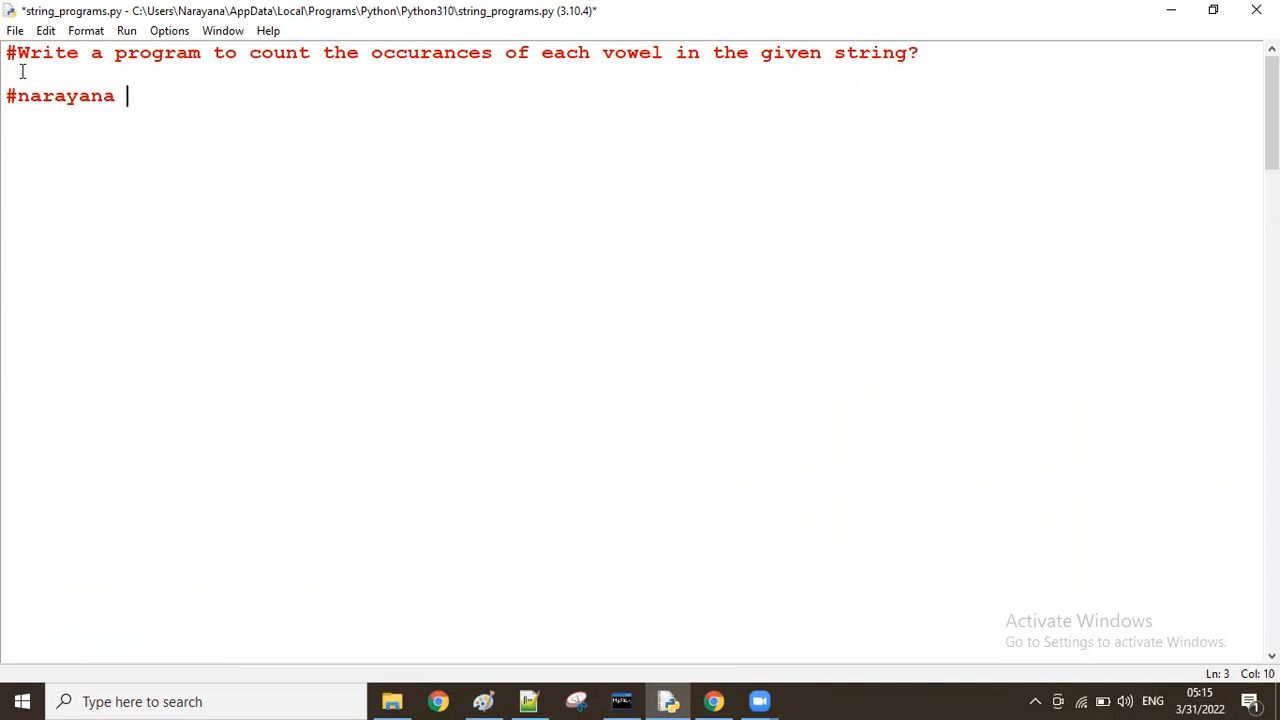 *string_programs.py - C:\Users\Narayana\AppData\Local\Programs\Python\Python310\string_programs.py (3.10.4)*
File Edit Format Run Options Window Help
#Write a program to count the occurances of each vowel in the given string?
#narayana
Activate Windows
Go to Settings to activate Windows.
Ln: 3 Col: 10
Type here to search
ENG
05:15
3/31/2022
1